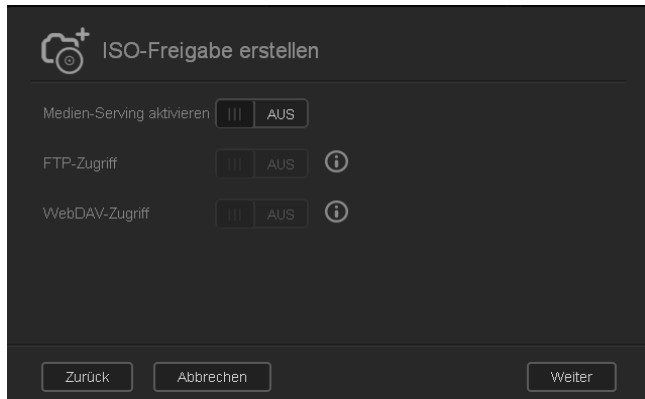 ISO-Freigabe erstellen
Medien-Serving aktivieren AUS
FTP-Zugriff AUS
WebDAV-Zugriff AUS
Zurück Abbrechen Weiter